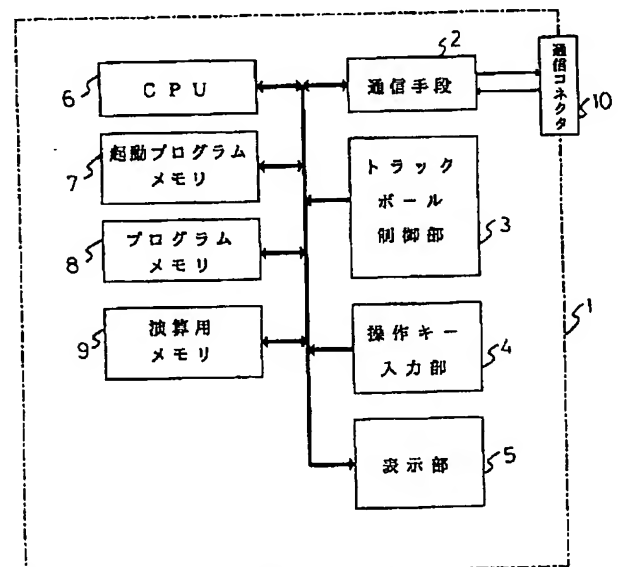 1
2
通信手段
通信コネクタ
10
6
CPU
7
起動プログラム
メモリ
トラック
ボール
制御部
3
8
プログラム
メモリ
9
演算用
メモリ
操作キー
入力部
4
表示部
5